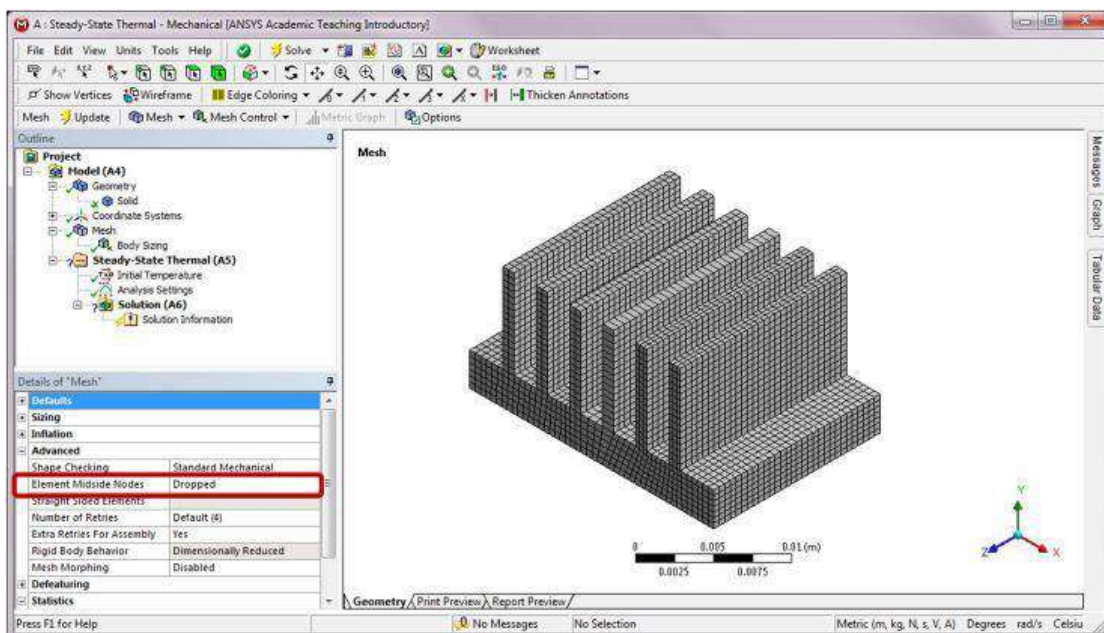 A : Steady-State Thermal - Mechanical [ANSYS Academic Teaching Introductory]
File Edit View Units Tools Help Solve Worksheet
Show Vertices Wireframe Edge Coloring Thicken Annotations
Mesh Update Mesh Mesh Control Metric Graph Options
Outline
Project
Model (A4)
Geometry
Solid
Coordinate Systems
Mesh
Body Sizing
Steady-State Thermal (A5)
Initial Temperature
Analysis Settings
Solution (A6)
Solution Information
Details of "Mesh"
Defaults
Sizing
Inflation
Advanced
Shape Checking Standard Mechanical
Element Midside Nodes Dropped
Straight Sided Elements
Number of Retries Default (4)
Extra Retries For Assembly Yes
Rigid Body Behavior Dimensionally Reduced
Mesh Morphing Disabled
Defeaturing
Statistics
Mesh
0 0.005 0.01 (m)
0.0025 0.0075
Y
Z X
Geometry Print Preview Report Preview
Messages
Graph
Tabular Data
Press F1 for Help No Messages No Selection Metric (m, kg, N, s, V, A) Degrees rad/s Celsiu